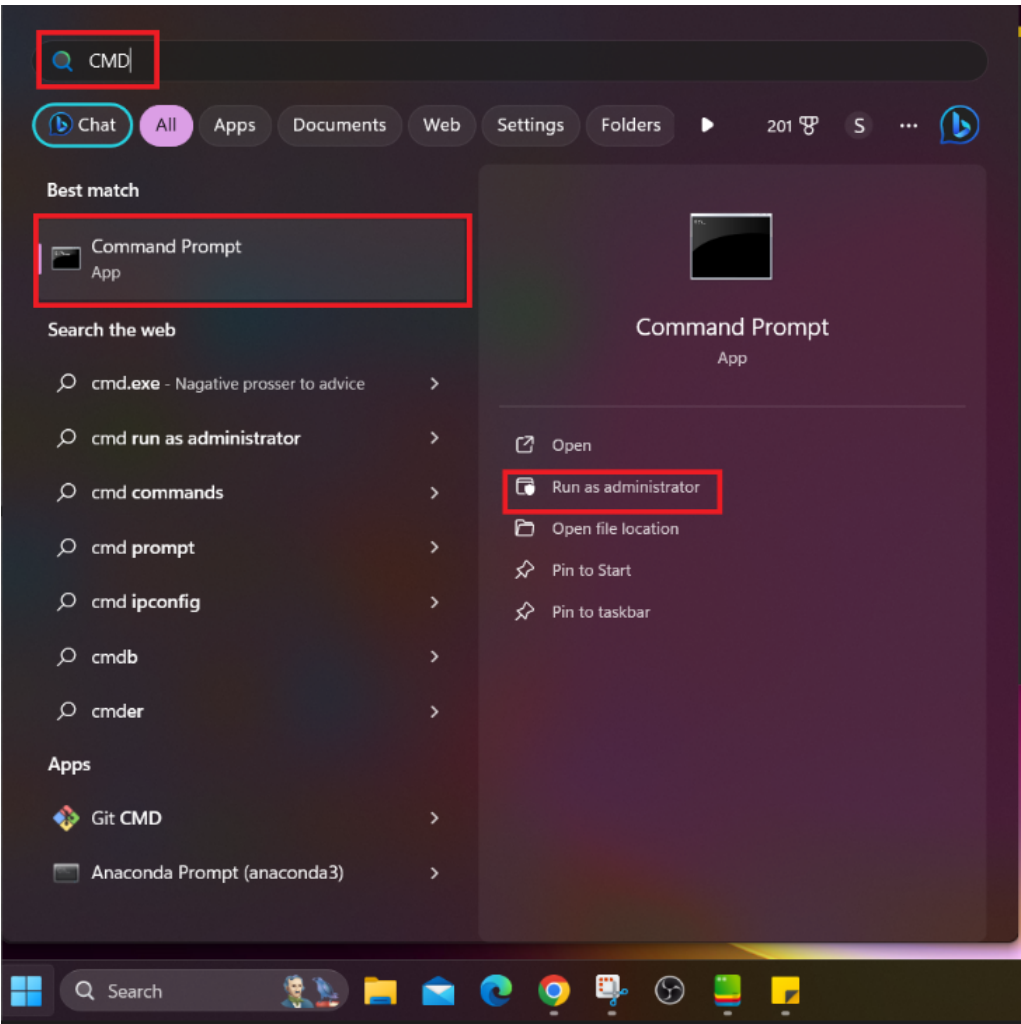 CMD
Chat All Apps Documents Web Settings Folders 201 S ...
Best match
Command Prompt
App
Search the web
cmd.exe - Nagative prosser to advice
cmd run as administrator
cmd commands
cmd prompt
cmd ipconfig
cmdb
cmder
Apps
Git CMD
Anaconda Prompt (anaconda3)
Command Prompt
App
Open
Run as administrator
Open file location
Pin to Start
Pin to taskbar
Search